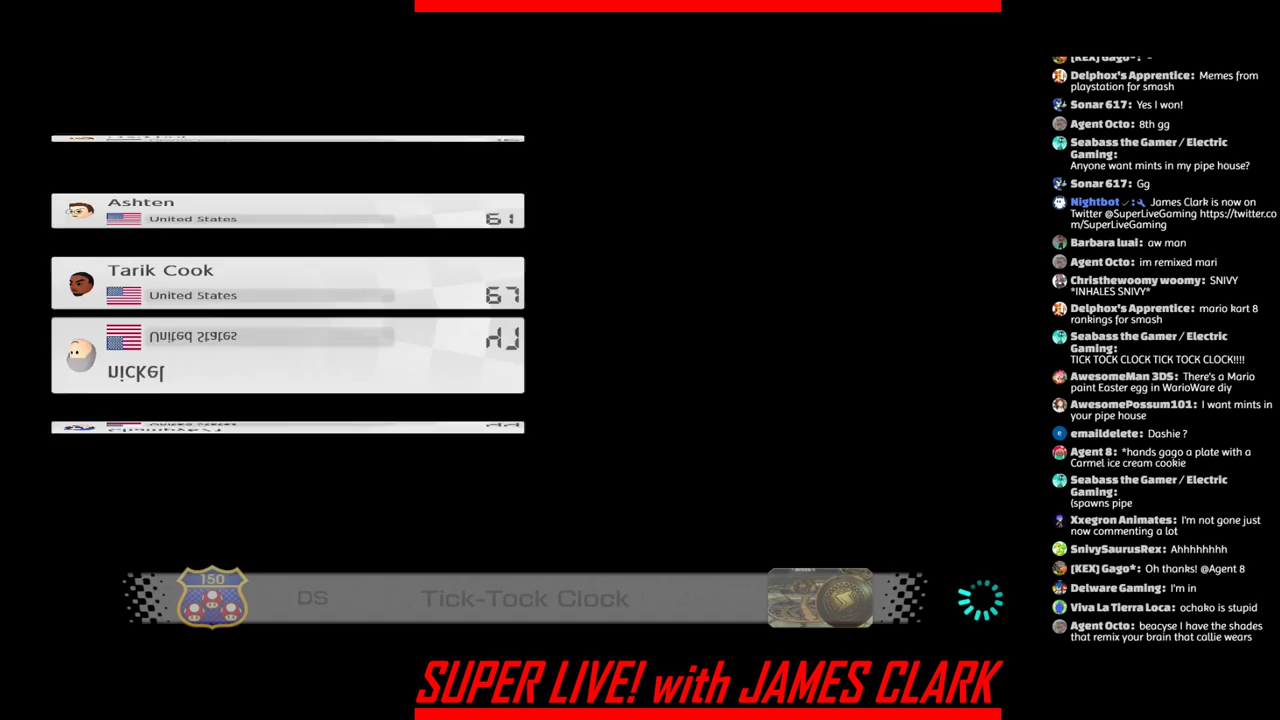 Ashten
United States
61
Tarik Cook
United States
67
United States
nickel
150
DS
Tick-Tock Clock
SUPER LIVE! with JAMES CLARK
[KEX] Gago*: -
Delphox's Apprentice: Memes from
playstation for smash
Sonar 617: Yes I won!
Agent Octo: 8th gg
Seabass the Gamer / Electric
Gaming:
Anyone want mints in my pipe house?
Sonar 617: Gg
Nightbot ✓: James Clark is now on
Twitter @SuperLiveGaming https://twitter.co
m/SuperLiveGaming
Barbara luai: aw man
Agent Octo: im remixed mari
Christhewoomy woomy: SNIVY
*INHALES SNIVY*
Delphox's Apprentice: mario kart 8
rankings for smash
Seabass the Gamer / Electric
Gaming:
TICK TOCK CLOCK TICK TOCK CLOCK!!!!
AwesomeMan 3DS: There's a Mario
paint Easter egg in WarioWare diy
AwesomePossum101: I want mints in
your pipe house
emaildelete: Dashie ?
Agent 8: *hands gago a plate with a
Carmel ice cream cookie
Seabass the Gamer / Electric
Gaming:
(spawns pipe
Xxegron Animates: I'm not gone just
now commenting a lot
SnivySaurusRex: Ahhhhhhhh
[KEX] Gago*: Oh thanks! @Agent 8
Delware Gaming: I'm in
Viva La Tierra Loca: ochako is stupid
Agent Octo: beacyse I have the shades
that remix your brain that callie wears